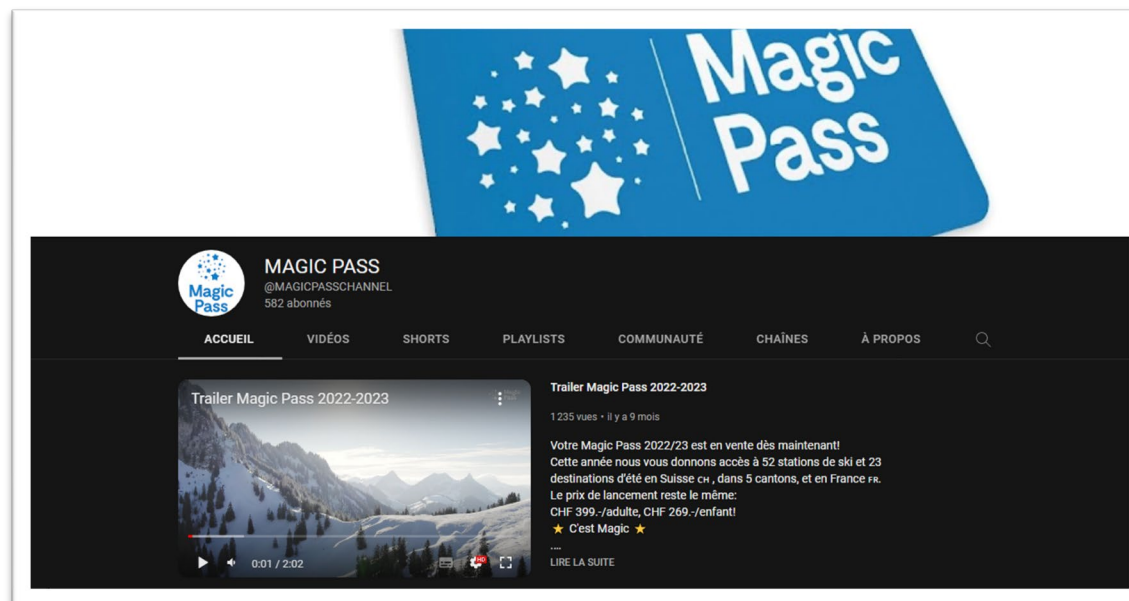 Magic
Pass
Magic
Pass
MAGIC PASS
@MAGICPASSCHANNEL
582 abonnés
ACCUEIL VIDÉOS SHORTS PLAYLISTS COMMUNAUTÉ CHAÎNES À PROPOS
Trailer Magic Pass 2022-2023
0:01 / 2:02
HD
Trailer Magic Pass 2022-2023
1 235 vues • il y a 9 mois
Votre Magic Pass 2022/23 est en vente dès maintenant!
Cette année nous vous donnons accès à 52 stations de ski et 23
destinations d'été en Suisse CH , dans 5 cantons, et en France FR.
Le prix de lancement reste le même:
CHF 399.-/adulte, CHF 269.-/enfant!
⭐ C'est Magic ⭐
....
LIRE LA SUITE